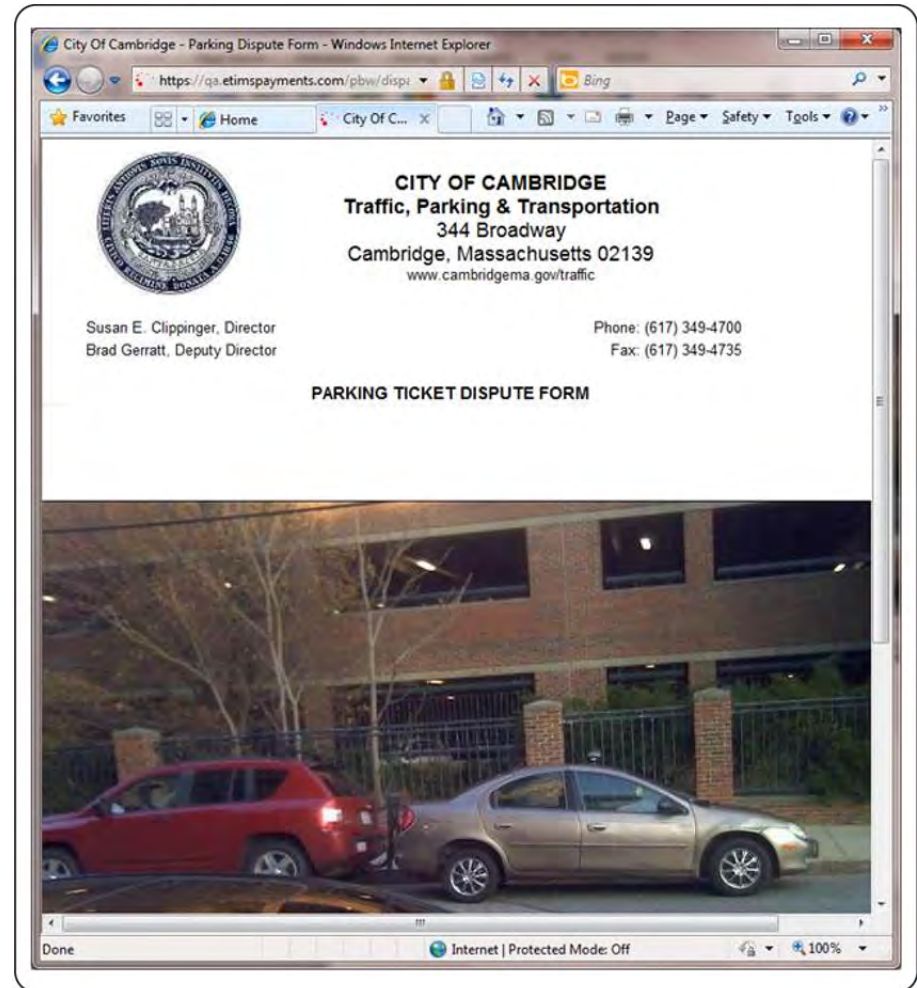 City Of Cambridge - Parking Dispute Form - Windows Internet Explorer
https://qa.etimspayments.com/pbw/dispa
Bing
Favorites
Home
City Of C...
Page
Safety
Tools
CITY OF CAMBRIDGE
Traffic, Parking & Transportation
344 Broadway
Cambridge, Massachusetts 02139
www.cambridgema.gov/traffic
Susan E. Clippinger, Director
Phone: (617) 349-4700
Brad Gerratt, Deputy Director
Fax: (617) 349-4735
PARKING TICKET DISPUTE FORM
Done
Internet | Protected Mode: Off
100%